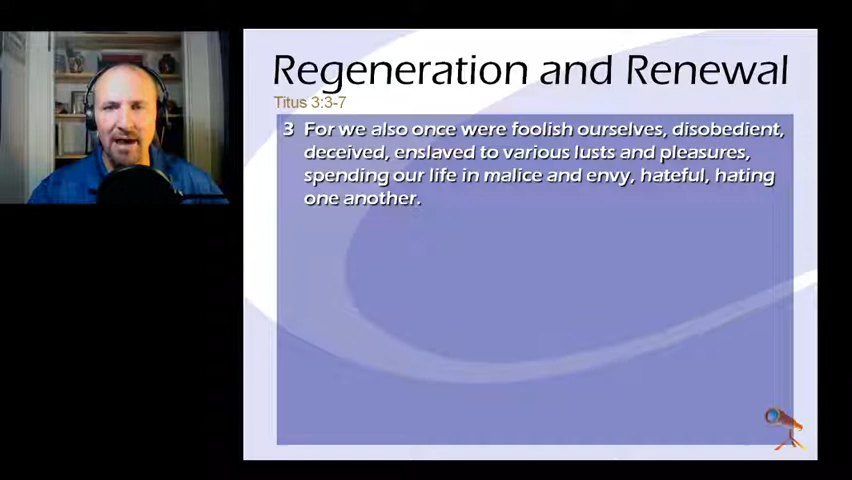 Regeneration and Renewal
Titus 3:3-7
3 For we also once were foolish ourselves, disobedient,
deceived, enslaved to various lusts and pleasures,
spending our life in malice and envy, hateful, hating
one another.